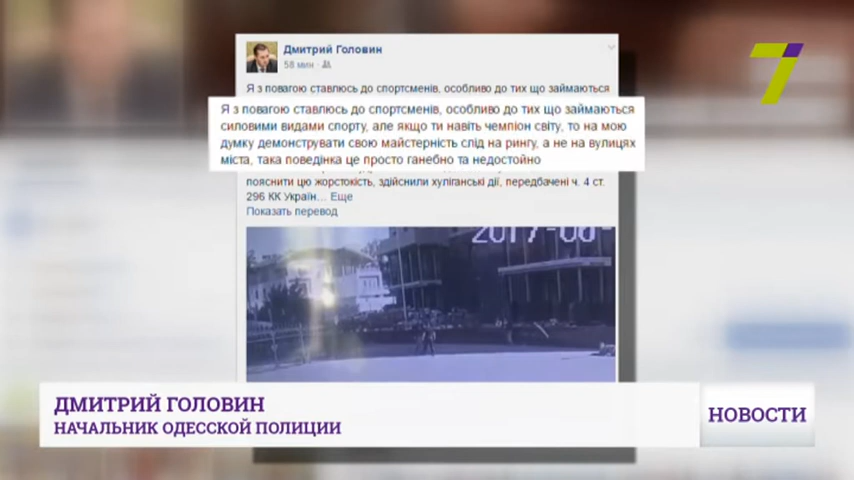 7
Дмитрий Головин
58 мин ·
Я з повагою ставлюсь до спортсменів, особливо до тих що займаються
Я з повагою ставлюсь до спортсменів, особливо до тих що займаються
силовими видами спорту, але якщо ти навіть чемпіон світу, то на мою
думку демонструвати свою майстерність слід на рингу, а не на вулицях
міста, така поведінка це просто ганебно та недостойно
пояснити цю жорстокість, здійснили хуліганські дії, передбачені ч. 4 ст.
296 КК Україн... Еще
Показать перевод
2017-06-
ДМИТРИЙ ГОЛОВИН
НАЧАЛЬНИК ОДЕССКОЙ ПОЛИЦИИ
НОВОСТИ